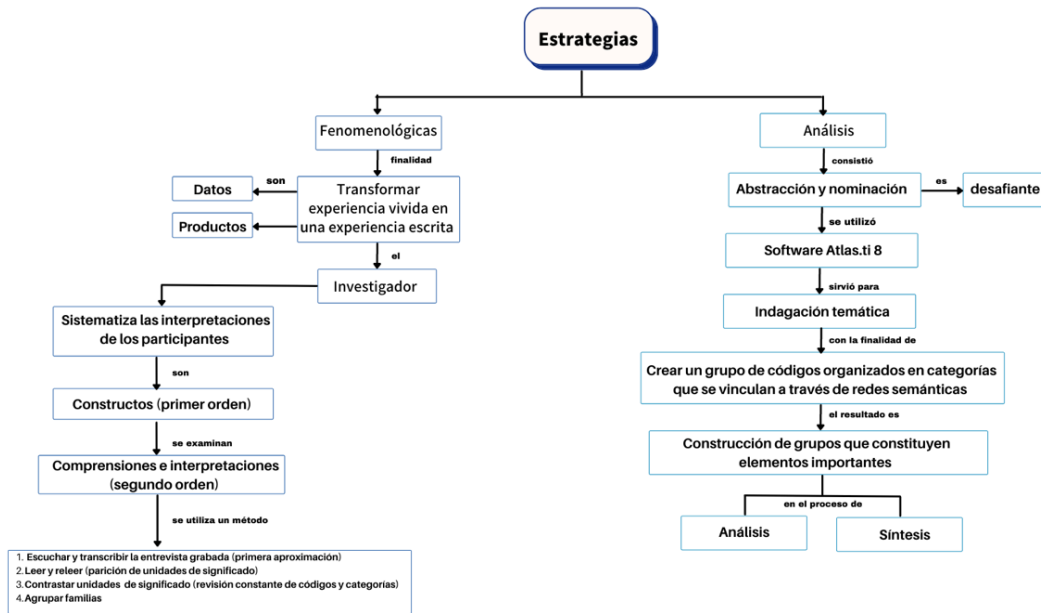 Estrategias
Fenomenológicas
finalidad
Transformar
experiencia vivida en
una experiencia escrita
son
Datos
Productos
el
Investigador
Sistematiza las interpretaciones
de los participantes
son
Constructos (primer orden)
se examinan
Comprensiones e interpretaciones
(segundo orden)
se utiliza un método
1. Escuchar y transcribir la entrevista grabada (primera aproximación)
2. Leer y releer (parición de unidades de significado)
3. Contrastar unidades de significado (revisión constante de códigos y categorías)
4. Agrupar familias
Análisis
consistió
Abstracción y nominación
es
desafiante
se utilizó
Software Atlas.ti 8
sirvió para
Indagación temática
con la finalidad de
Crear un grupo de códigos organizados en categorías
que se vinculan a través de redes semánticas
el resultado es
Construcción de grupos que constituyen
elementos importantes
en el proceso de
Análisis
Síntesis